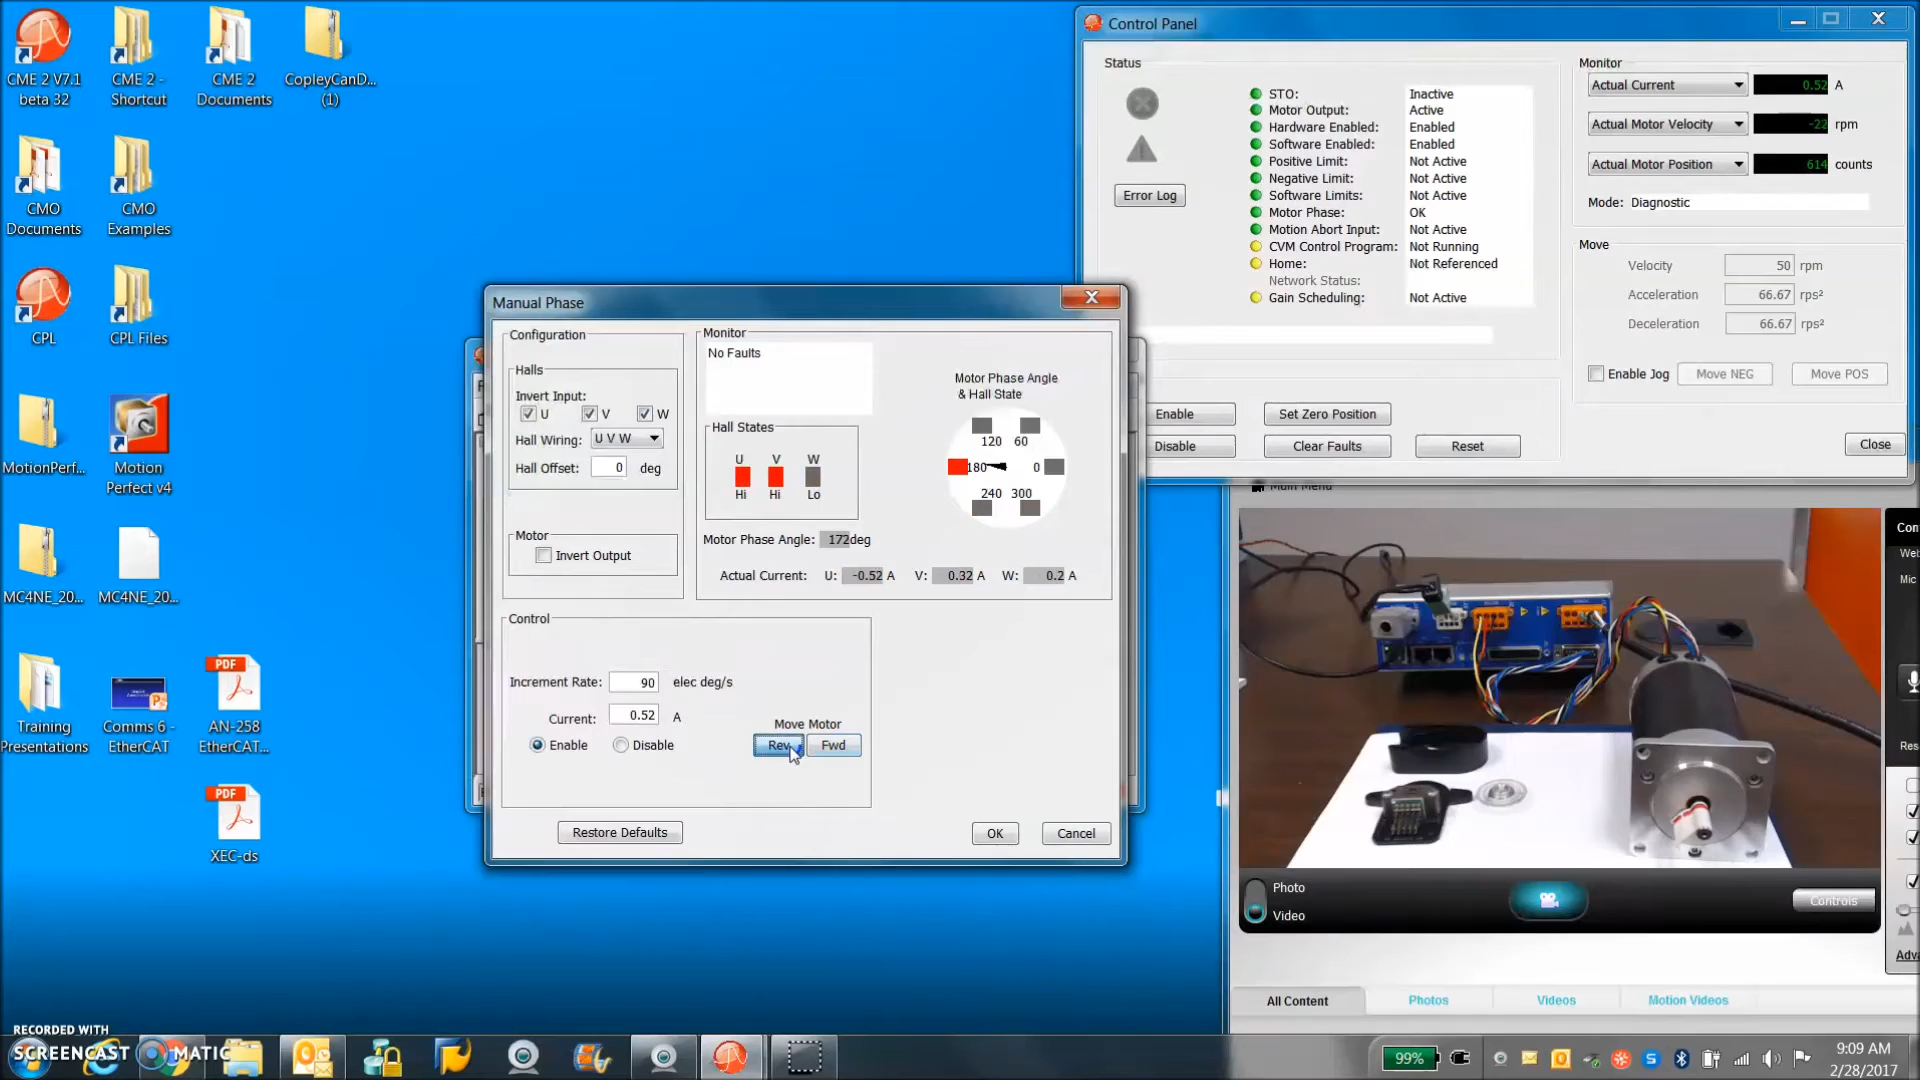 CME 2 V7.1
beta 32
CME 2 -
Shortcut
CME 2
Documents
CopleyCanD...
(1)
CMO
Documents
CMO
Examples
CPL
CPL Files
MotionPerf...
Motion
Perfect v4
MC4NE_20...
MC4NE_20...
Training
Presentations
Comms 6 -
EtherCAT
PDF
AN-258
EtherCAT...
PDF
XEC-ds
Control Panel
Status
STO: Inactive
Motor Output: Active
Hardware Enabled: Enabled
Software Enabled: Enabled
Positive Limit: Not Active
Negative Limit: Not Active
Software Limits: Not Active
Motor Phase: OK
Motion Abort Input: Not Active
CVM Control Program: Not Running
Home: Not Referenced
Network Status:
Gain Scheduling: Not Active
Error Log
Monitor
Actual Current 0.52 A
Actual Motor Velocity -22 rpm
Actual Motor Position 614 counts
Mode: Diagnostic
Move
Velocity 50 rpm
Acceleration 66.67 rps²
Deceleration 66.67 rps²
Enable Jog Move NEG Move POS
Enable Set Zero Position
Disable Clear Faults Reset
Close
Manual Phase
Configuration
Halls
Invert Input:
U V W
Hall Wiring: U V W
Hall Offset: 0 deg
Motor
Invert Output
Monitor
No Faults
Hall States
U V W
Hi Hi Lo
Motor Phase Angle
& Hall State
120 60
180 0
240 300
Motor Phase Angle: 172deg
Actual Current: U: -0.52 A V: 0.32 A W: 0.2 A
Control
Increment Rate: 90 elec deg/s
Current: 0.52 A
Enable Disable
Move Motor
Rev Fwd
Restore Defaults
OK Cancel
Main Menu
Con
Web
Mic
Res
Adva
Photo
Video
Controls
All Content Photos Videos Motion Videos
RECORDED WITH
SCREENCAST MATIC
99%
9:09 AM
2/28/2017